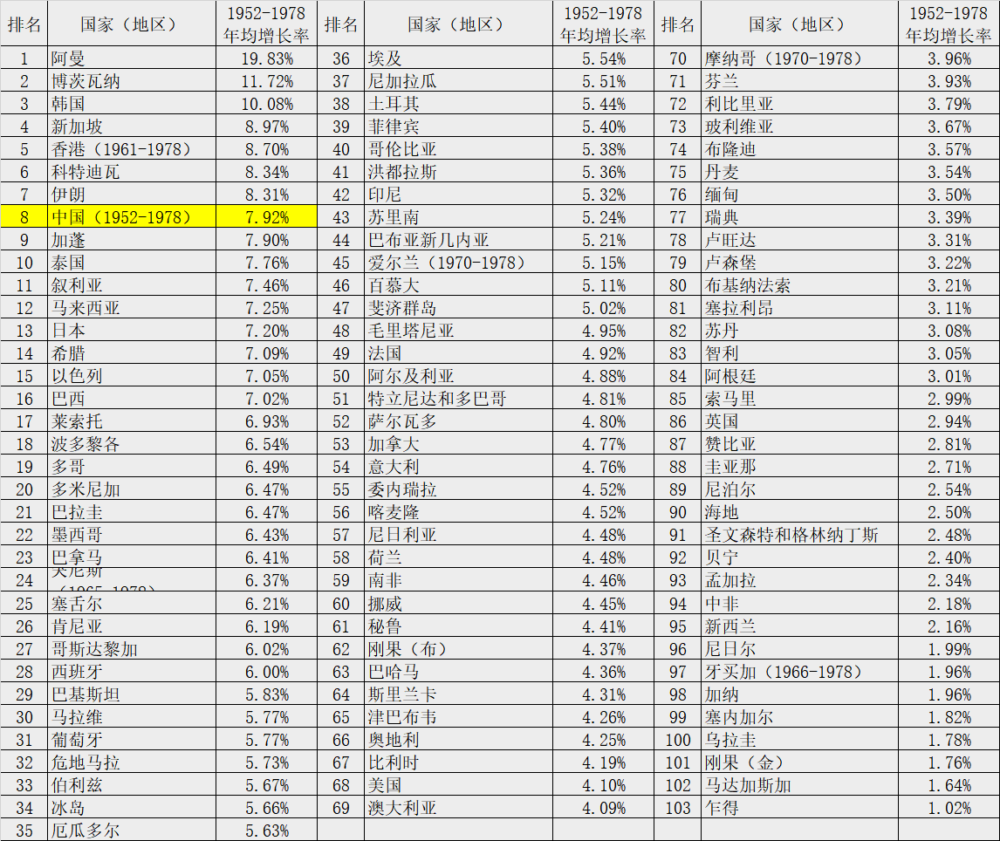 排名 国家（地区） 1952-1978年均增长率 排名 国家（地区） 1952-1978年均增长率 排名 国家（地区） 1952-1978年均增长率
1 阿曼 19.83% 36 埃及 5.54% 70 摩纳哥（1970-1978） 3.96%
2 博茨瓦纳 11.72% 37 尼加拉瓜 5.51% 71 芬兰 3.93%
3 韩国 10.08% 38 土耳其 5.44% 72 利比里亚 3.79%
4 新加坡 8.97% 39 菲律宾 5.40% 73 玻利维亚 3.67%
5 香港（1961-1978） 8.70% 40 哥伦比亚 5.38% 74 布隆迪 3.57%
6 科特迪瓦 8.34% 41 洪都拉斯 5.36% 75 丹麦 3.54%
7 伊朗 8.31% 42 印尼 5.32% 76 缅甸 3.50%
8 中国（1952-1978） 7.92% 43 苏里南 5.24% 77 瑞典 3.39%
9 加蓬 7.90% 44 巴布亚新几内亚 5.21% 78 卢旺达 3.31%
10 泰国 7.76% 45 爱尔兰（1970-1978） 5.15% 79 卢森堡 3.22%
11 叙利亚 7.46% 46 百慕大 5.11% 80 布基纳法索 3.21%
12 马来西亚 7.25% 47 斐济群岛 5.02% 81 塞拉利昂 3.11%
13 日本 7.20% 48 毛里塔尼亚 4.95% 82 苏丹 3.08%
14 希腊 7.09% 49 法国 4.92% 83 智利 3.05%
15 以色列 7.05% 50 阿尔及利亚 4.88% 84 阿根廷 3.01%
16 巴西 7.02% 51 特立尼达和多巴哥 4.81% 85 索马里 2.99%
17 莱索托 6.93% 52 萨尔瓦多 4.80% 86 英国 2.94%
18 波多黎各 6.54% 53 加拿大 4.77% 87 赞比亚 2.81%
19 多哥 6.49% 54 意大利 4.76% 88 圭亚那 2.71%
20 多米尼加 6.47% 55 委内瑞拉 4.52% 89 尼泊尔 2.54%
21 巴拉圭 6.47% 56 喀麦隆 4.52% 90 海地 2.50%
22 墨西哥 6.43% 57 尼日利亚 4.48% 91 圣文森特和格林纳丁斯 2.48%
23 巴拿马 6.41% 58 荷兰 4.48% 92 贝宁 2.40%
24 6.37% 59 南非 4.46% 93 孟加拉 2.34%
25 塞舌尔 6.21% 60 挪威 4.45% 94 中非 2.18%
26 肯尼亚 6.19% 61 秘鲁 4.41% 95 新西兰 2.16%
27 哥斯达黎加 6.02% 62 刚果（布） 4.37% 96 尼日尔 1.99%
28 西班牙 6.00% 63 巴哈马 4.36% 97 牙买加（1966-1978） 1.96%
29 巴基斯坦 5.83% 64 斯里兰卡 4.31% 98 加纳 1.96%
30 马拉维 5.77% 65 津巴布韦 4.26% 99 塞内加尔 1.82%
31 葡萄牙 5.77% 66 奥地利 4.25% 100 乌拉圭 1.78%
32 危地马拉 5.73% 67 比利时 4.19% 101 刚果（金） 1.76%
33 伯利兹 5.67% 68 美国 4.10% 102 马达加斯加 1.64%
34 冰岛 5.66% 69 澳大利亚 4.09% 103 乍得 1.02%
35 厄瓜多尔 5.63%